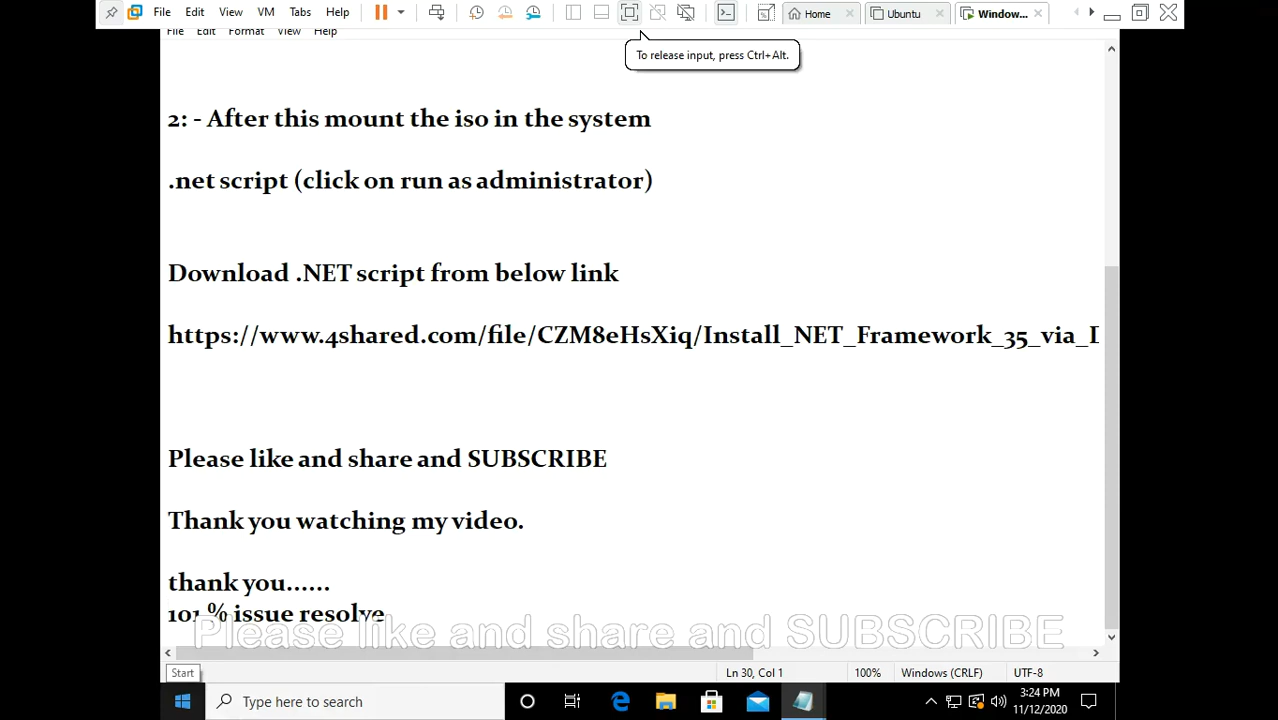 File Edit View VM Tabs Help Home Ubuntu Window...
File Edit Format View Help
To release input, press Ctrl+Alt.
2: - After this mount the iso in the system
.net script (click on run as administrator)
Download .NET script from below link
https://www.4shared.com/file/CZM8eHsXiq/Install_NET_Framework_35_via_D
Please like and share and SUBSCRIBE
Thank you watching my video.
thank you......
101 % issue resolve
Please like and share and SUBSCRIBE
Start
Ln 30, Col 1 100% Windows (CRLF) UTF-8
Type here to search
3:24 PM
11/12/2020